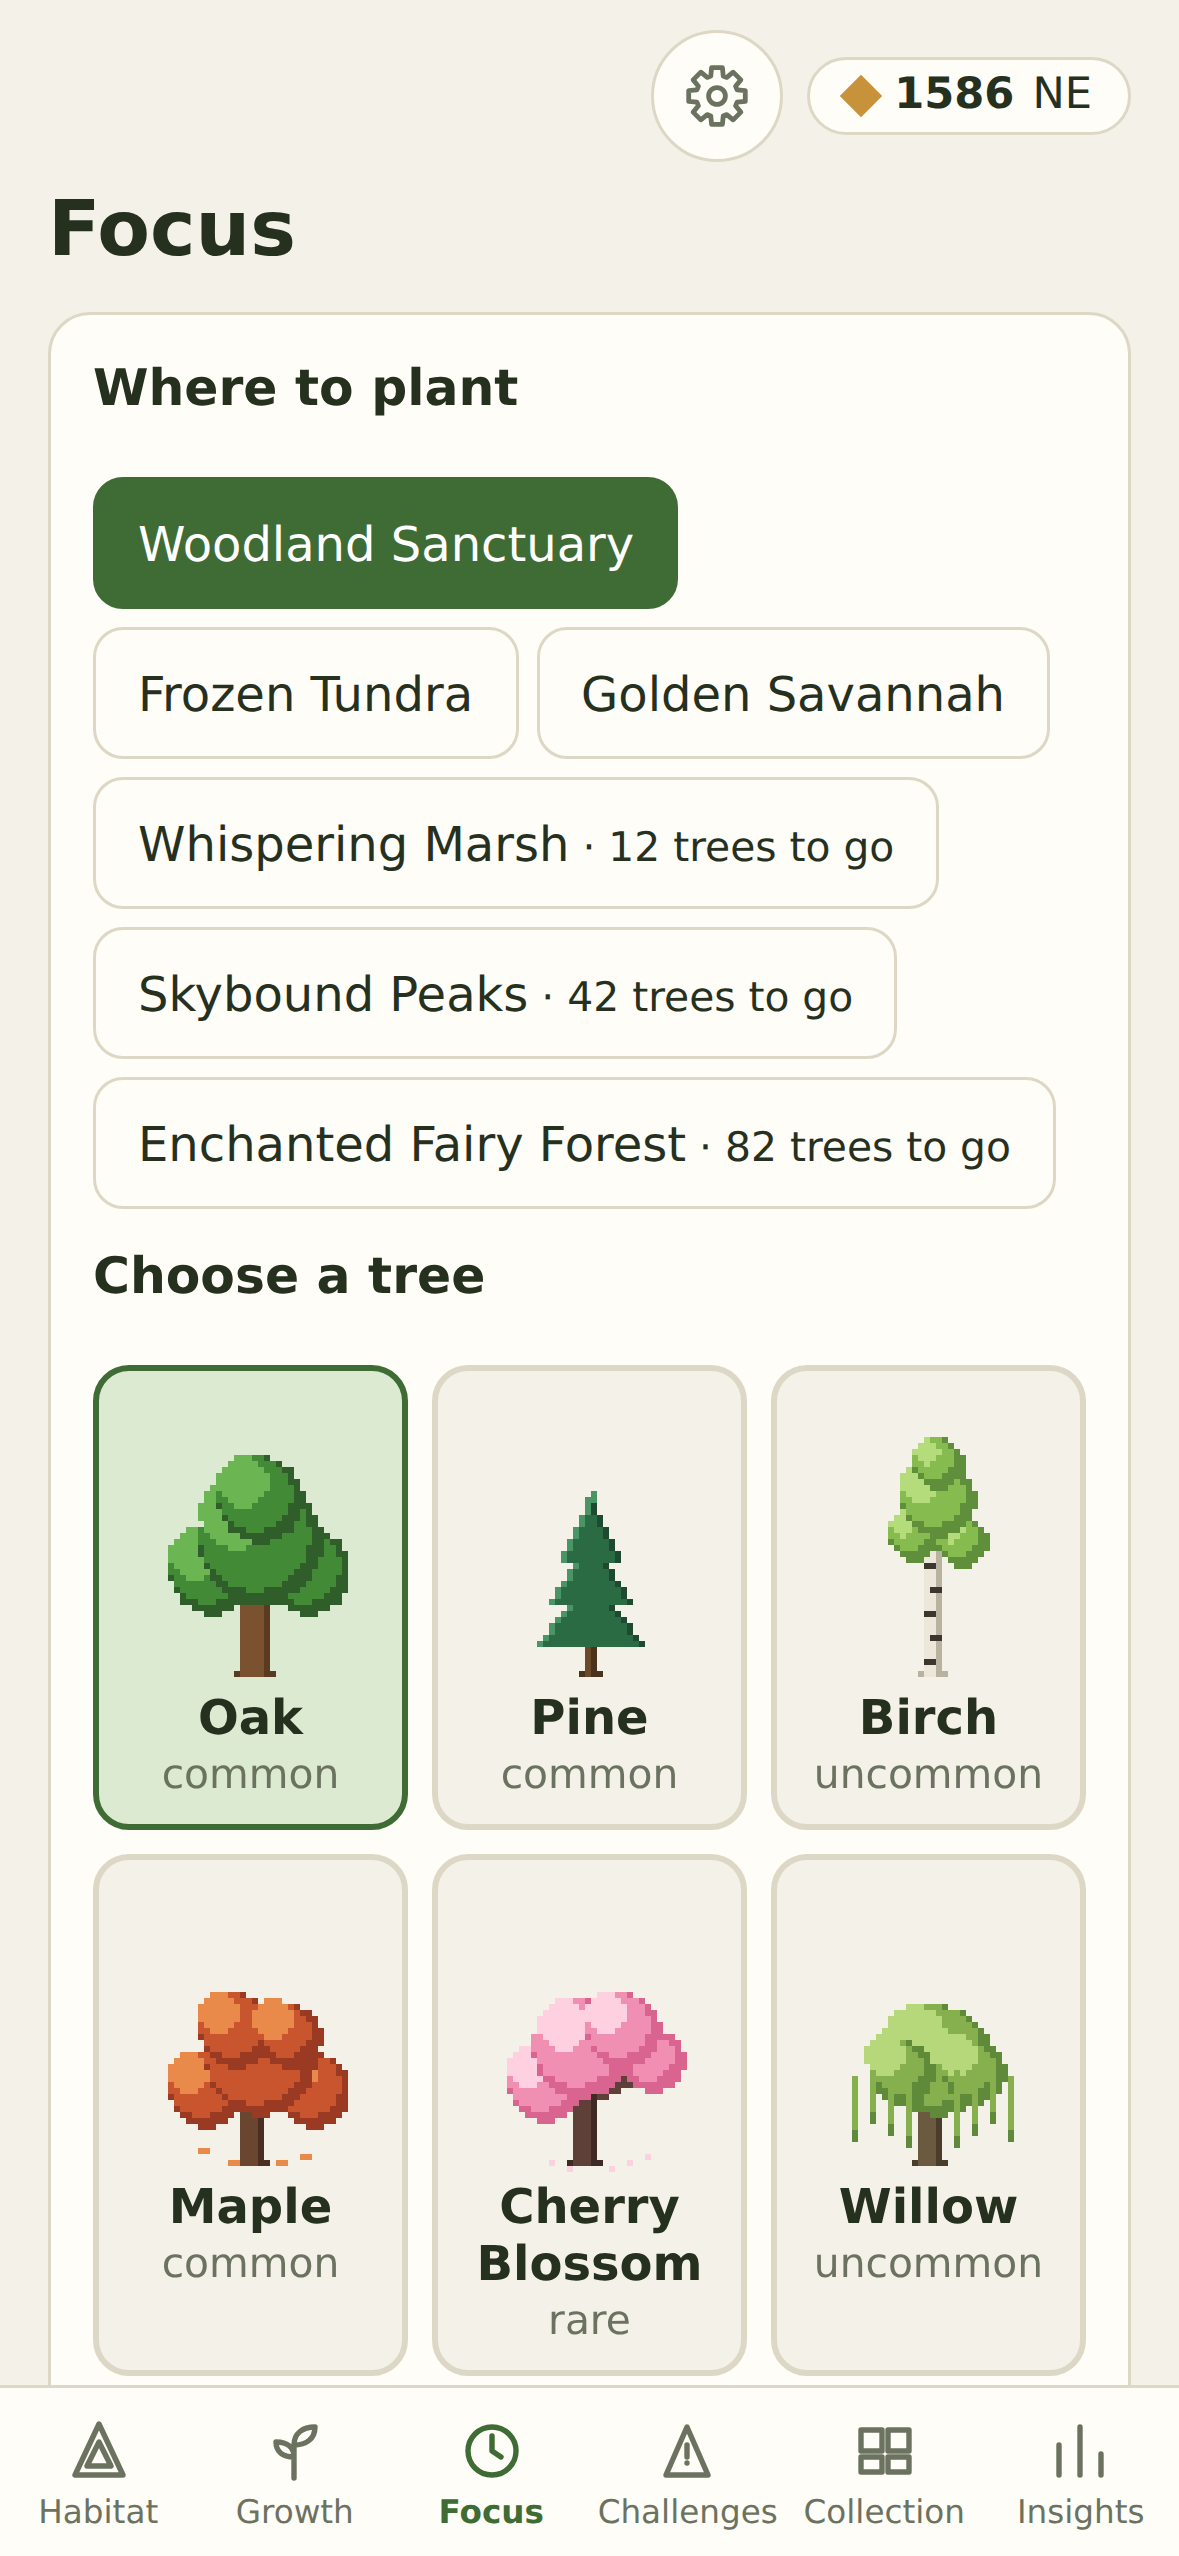 1586 NE
Focus
Where to plant
Woodland Sanctuary
Frozen Tundra
Golden Savannah
Whispering Marsh · 12 trees to go
Skybound Peaks · 42 trees to go
Enchanted Fairy Forest · 82 trees to go
Choose a tree
Oak
common
Pine
common
Birch
uncommon
Maple
common
Cherry
Blossom
rare
Willow
uncommon
Habitat
Growth
Focus
Challenges
Collection
Insights